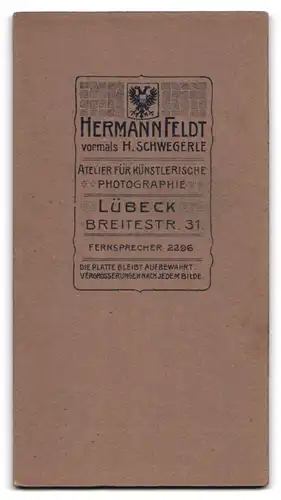 HERMANN FELDT
vormals H. SCHWEGERLE
ATELIER FÜR KÜNSTLERISCHE
PHOTOGRAPHIE
LÜBECK
BREITESTR. 31.
FERNSPRECHER 2296
DIE PLATTE BLEIBT AUFBEWAHRT.
VERGRÖSSERUNGEN NACH JEDEM BILDE.